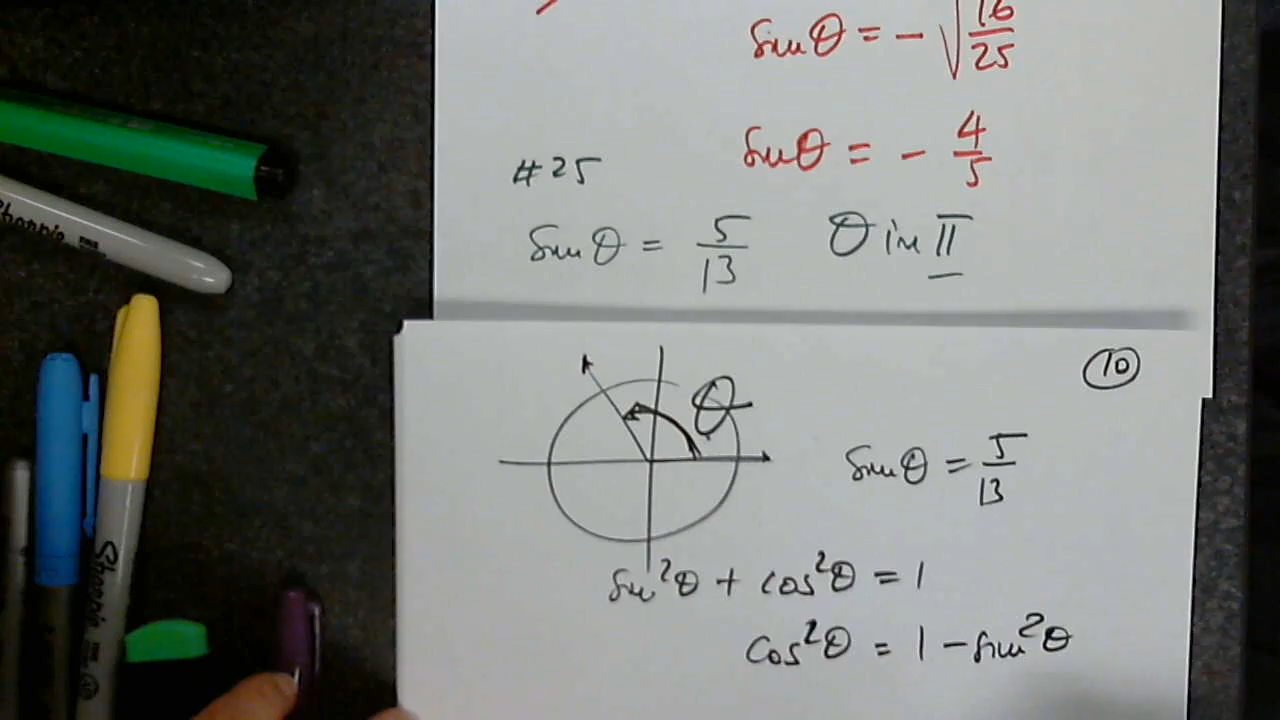 sin θ = - √16/25
sin θ = - 4/5
#25
sin θ = 5/13 θ in II
10
θ
sin θ = 5/13
sin²θ + cos²θ = 1
cos²θ = 1 - sin²θ
Sharpie
Sharpie